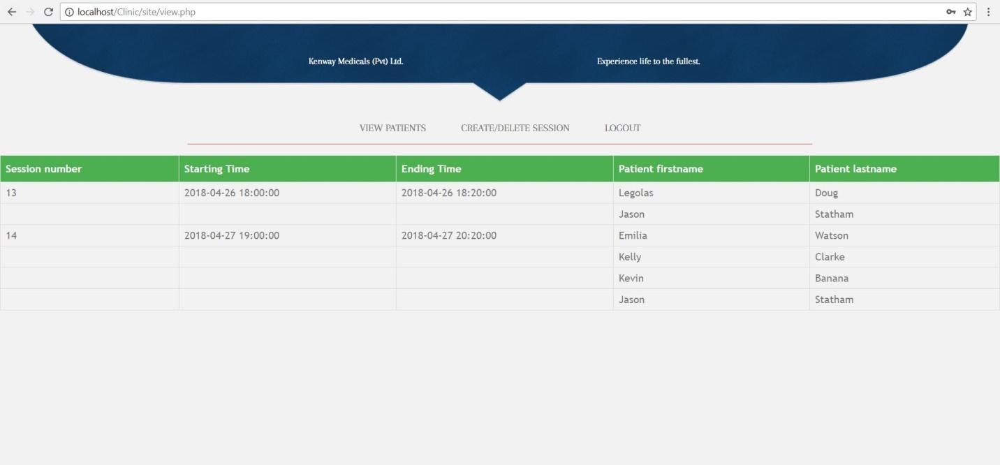 localhost/Clinic/site/view.php
Kenway Medicals (Pvt) Ltd. Experience life to the fullest.
VIEW PATIENTS CREATE/DELETE SESSION LOGOUT
Session number Starting Time Ending Time Patient firstname Patient lastname
13 2018-04-26 18:00:00 2018-04-26 18:20:00 Legolas Doug
Jason Statham
14 2018-04-27 19:00:00 2018-04-27 20:20:00 Emilia Watson
Kelly Clarke
Kevin Banana
Jason Statham